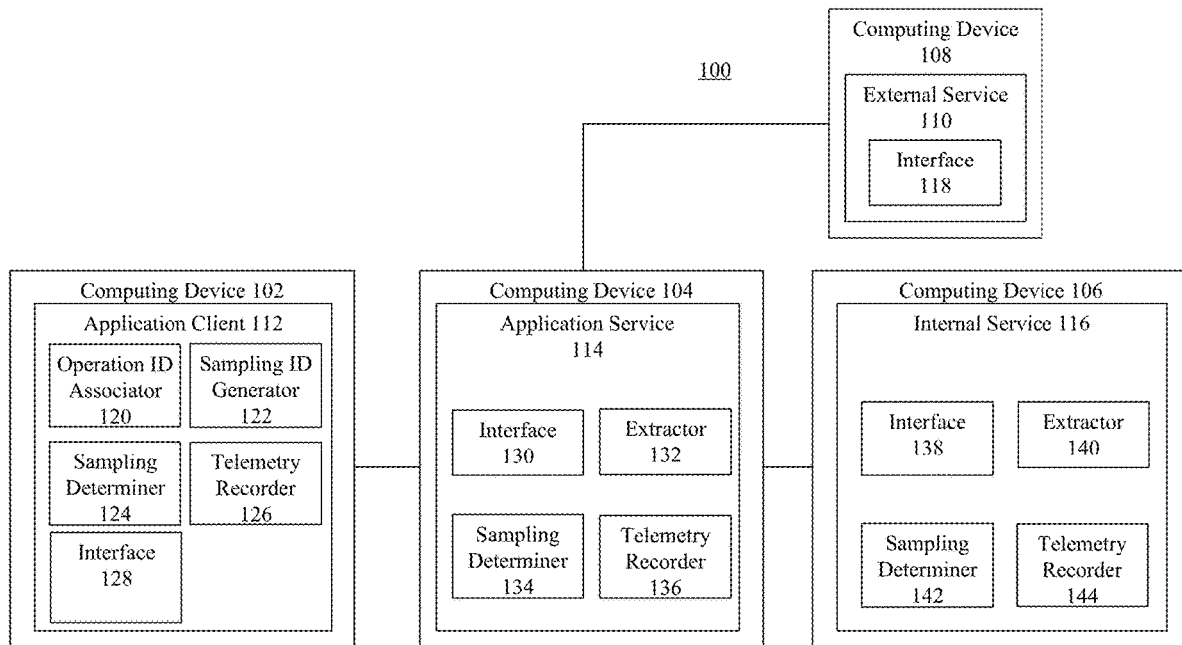 100
Computing Device
108
External Service
110
Interface
118
Computing Device 102
Application Client 112
Operation ID
Associator
120
Sampling ID
Generator
122
Sampling
Determiner
124
Telemetry
Recorder
126
Interface
128
Computing Device 104
Application Service
114
Interface
130
Extractor
132
Sampling
Determiner
134
Telemetry
Recorder
136
Computing Device 106
Internal Service 116
Interface
138
Extractor
140
Sampling
Determiner
142
Telemetry
Recorder
144